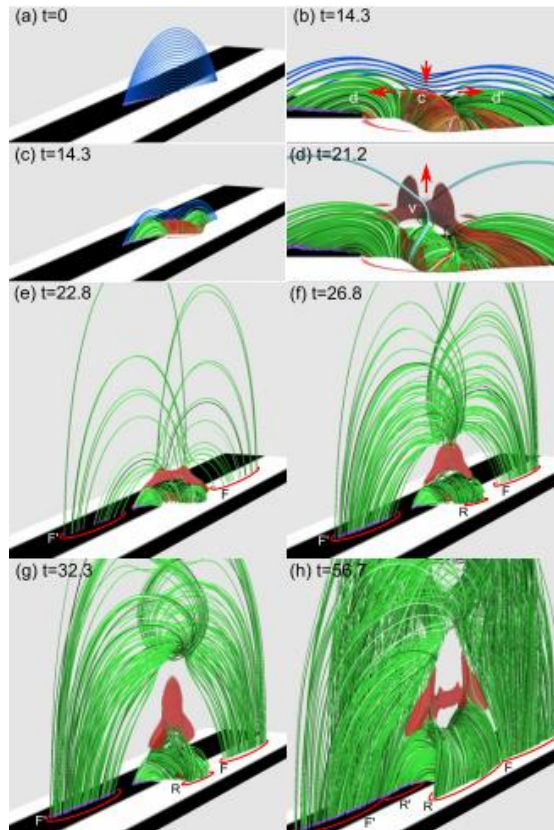 (a) t=0
(b) t=14.3
d c d'
(c) t=14.3
(d) t=21.2
v
(e) t=22.8
F' F
(f) t=26.8
F' R F
(g) t=32.3
F' R F
(h) t=56.7
F' R' R F